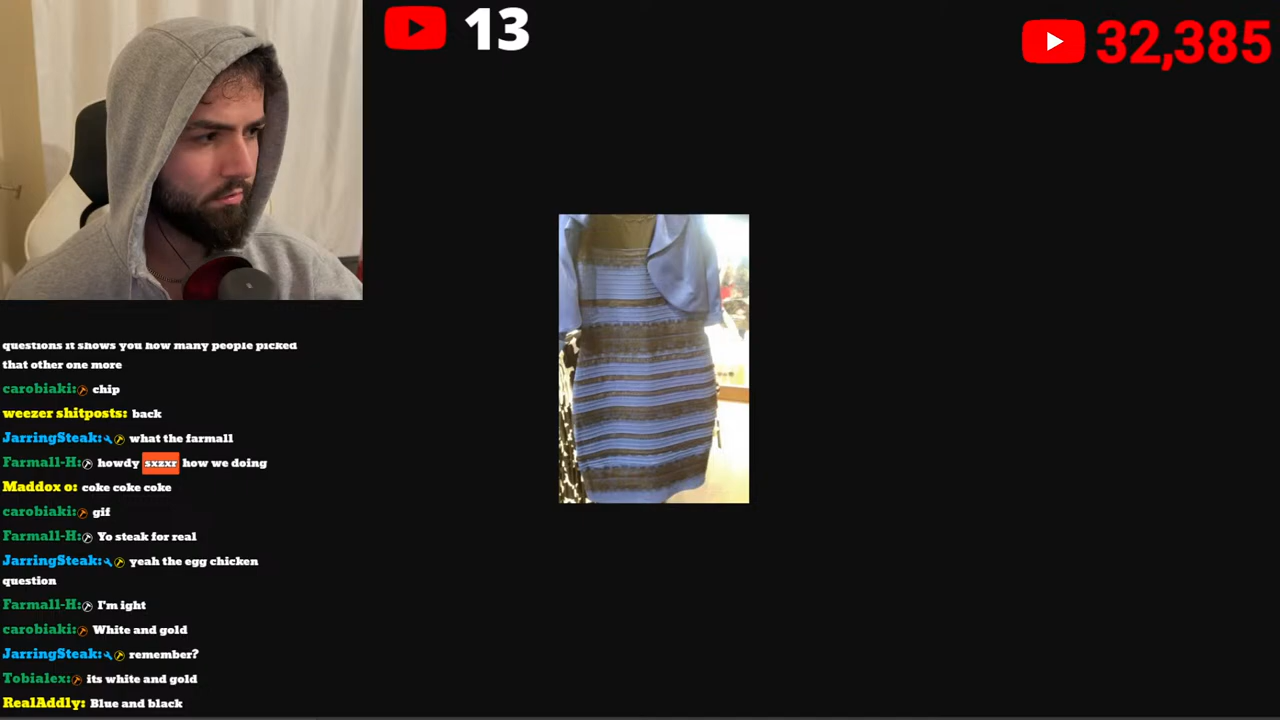 13
32,385
questions it shows you how many people picked
that other one more
carobiaki: chip
weezer shitposts: back
JarringSteak: what the farmall
Farmall-H: howdy sxzxr how we doing
Maddox o: coke coke coke
carobiaki: gif
Farmall-H: Yo steak for real
JarringSteak: yeah the egg chicken
question
Farmall-H: I'm ight
carobiaki: White and gold
JarringSteak: remember?
Tobialex: its white and gold
RealAddly: Blue and black